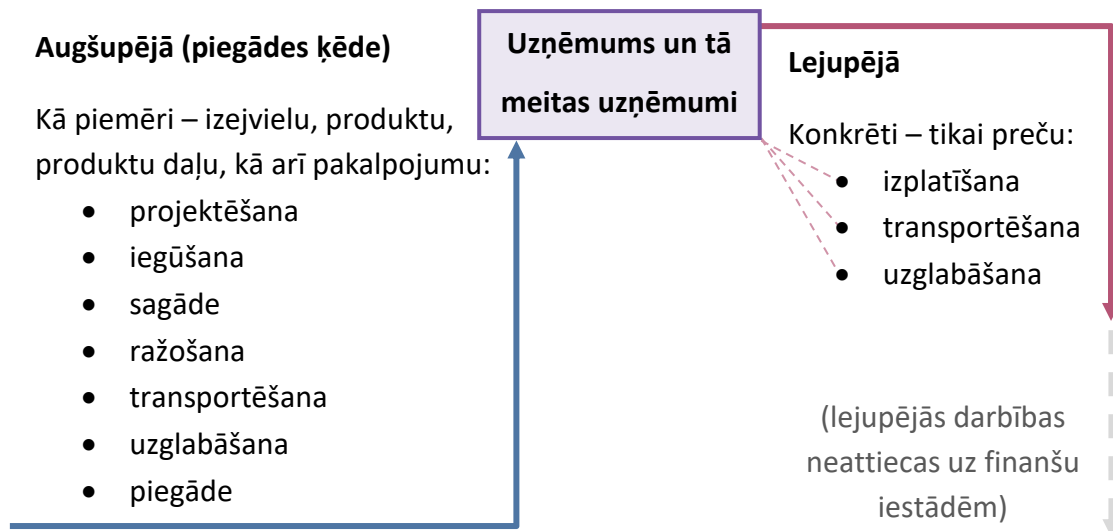 Augšupējā (piegādes ķēde)
Kā piemēri – izejvielu, produktu,
produktu daļu, kā arī pakalpojumu:
• projektēšana
• iegūšana
• sagāde
• ražošana
• transportēšana
• uzglabāšana
• piegāde
Uzņēmums un tā
meitas uzņēmumi
Lejupējā
Konkrēti – tikai preču:
• izplatīšana
• transportēšana
• uzglabāšana
(lejupējās darbības
neattiecas uz finanšu
iestādēm)